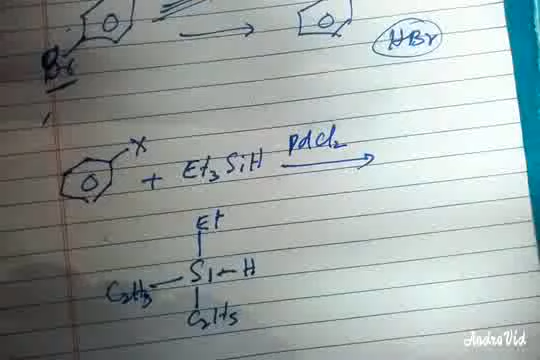 Br
HBr
X
+ Et3SiH PdCl2
Et
C2H5 Si H
C2H5
AndroVid